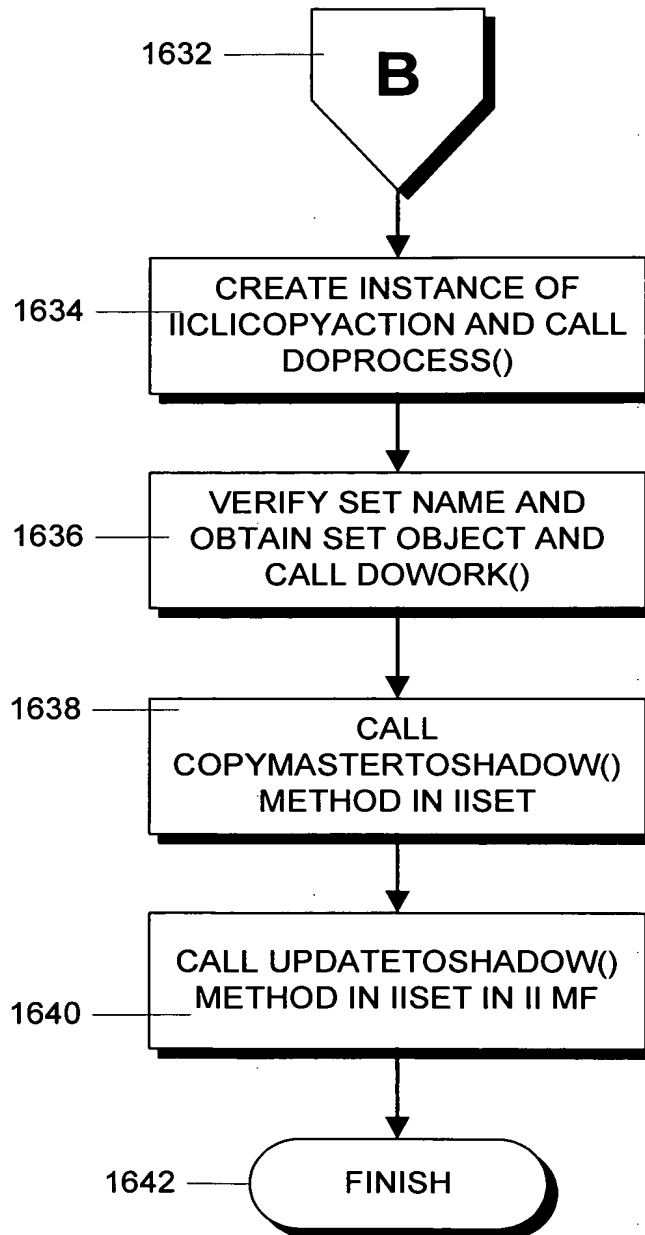 1632
B
1634
CREATE INSTANCE OF
IICLICOPYACTION AND CALL
DOPROCESS()
1636
VERIFY SET NAME AND
OBTAIN SET OBJECT AND
CALL DOWORK()
1638
CALL
COPYMASTERTOSHADOW()
METHOD IN IISET
1640
CALL UPDATETOSHADOW()
METHOD IN IISET IN II MF
1642
FINISH